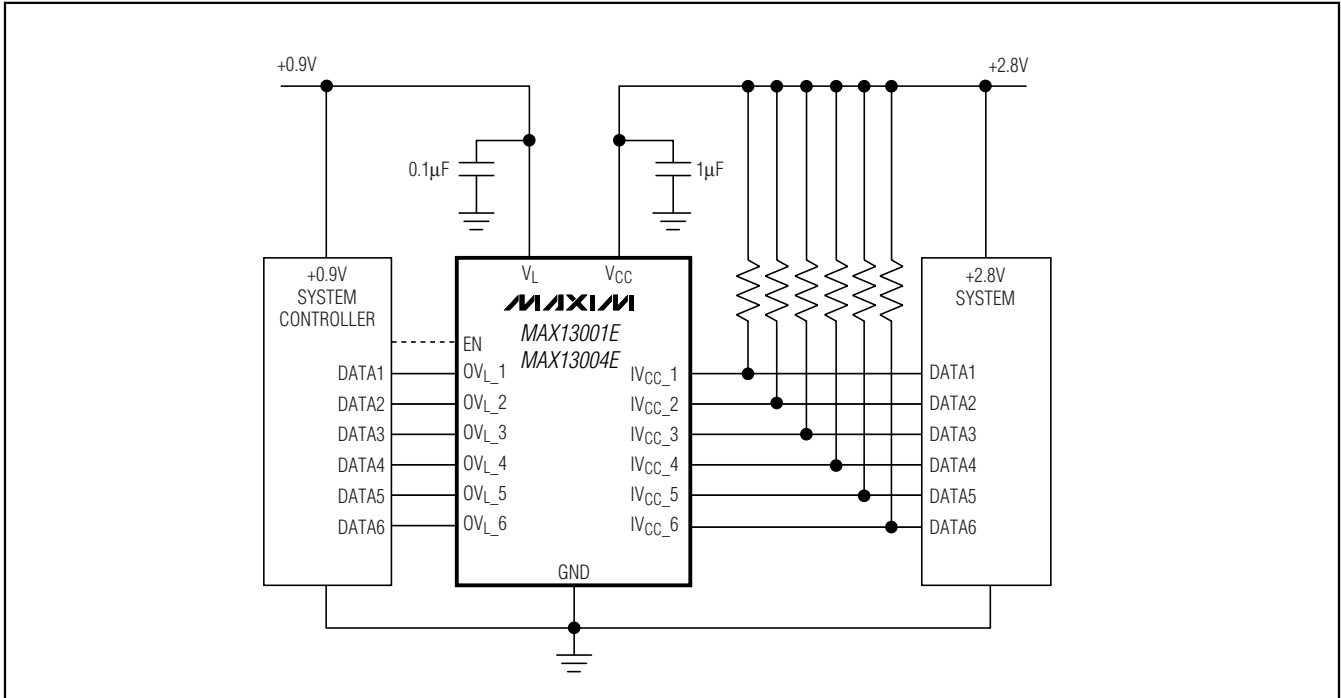 +0.9V
+2.8V
0.1μF
1μF
+0.9V
SYSTEM
CONTROLLER
DATA1
DATA2
DATA3
DATA4
DATA5
DATA6
VL
VCC
MAXIM
MAX13001E
MAX13004E
EN
OVL_1
OVL_2
OVL_3
OVL_4
OVL_5
OVL_6
IVCC_1
IVCC_2
IVCC_3
IVCC_4
IVCC_5
IVCC_6
GND
+2.8V
SYSTEM
DATA1
DATA2
DATA3
DATA4
DATA5
DATA6